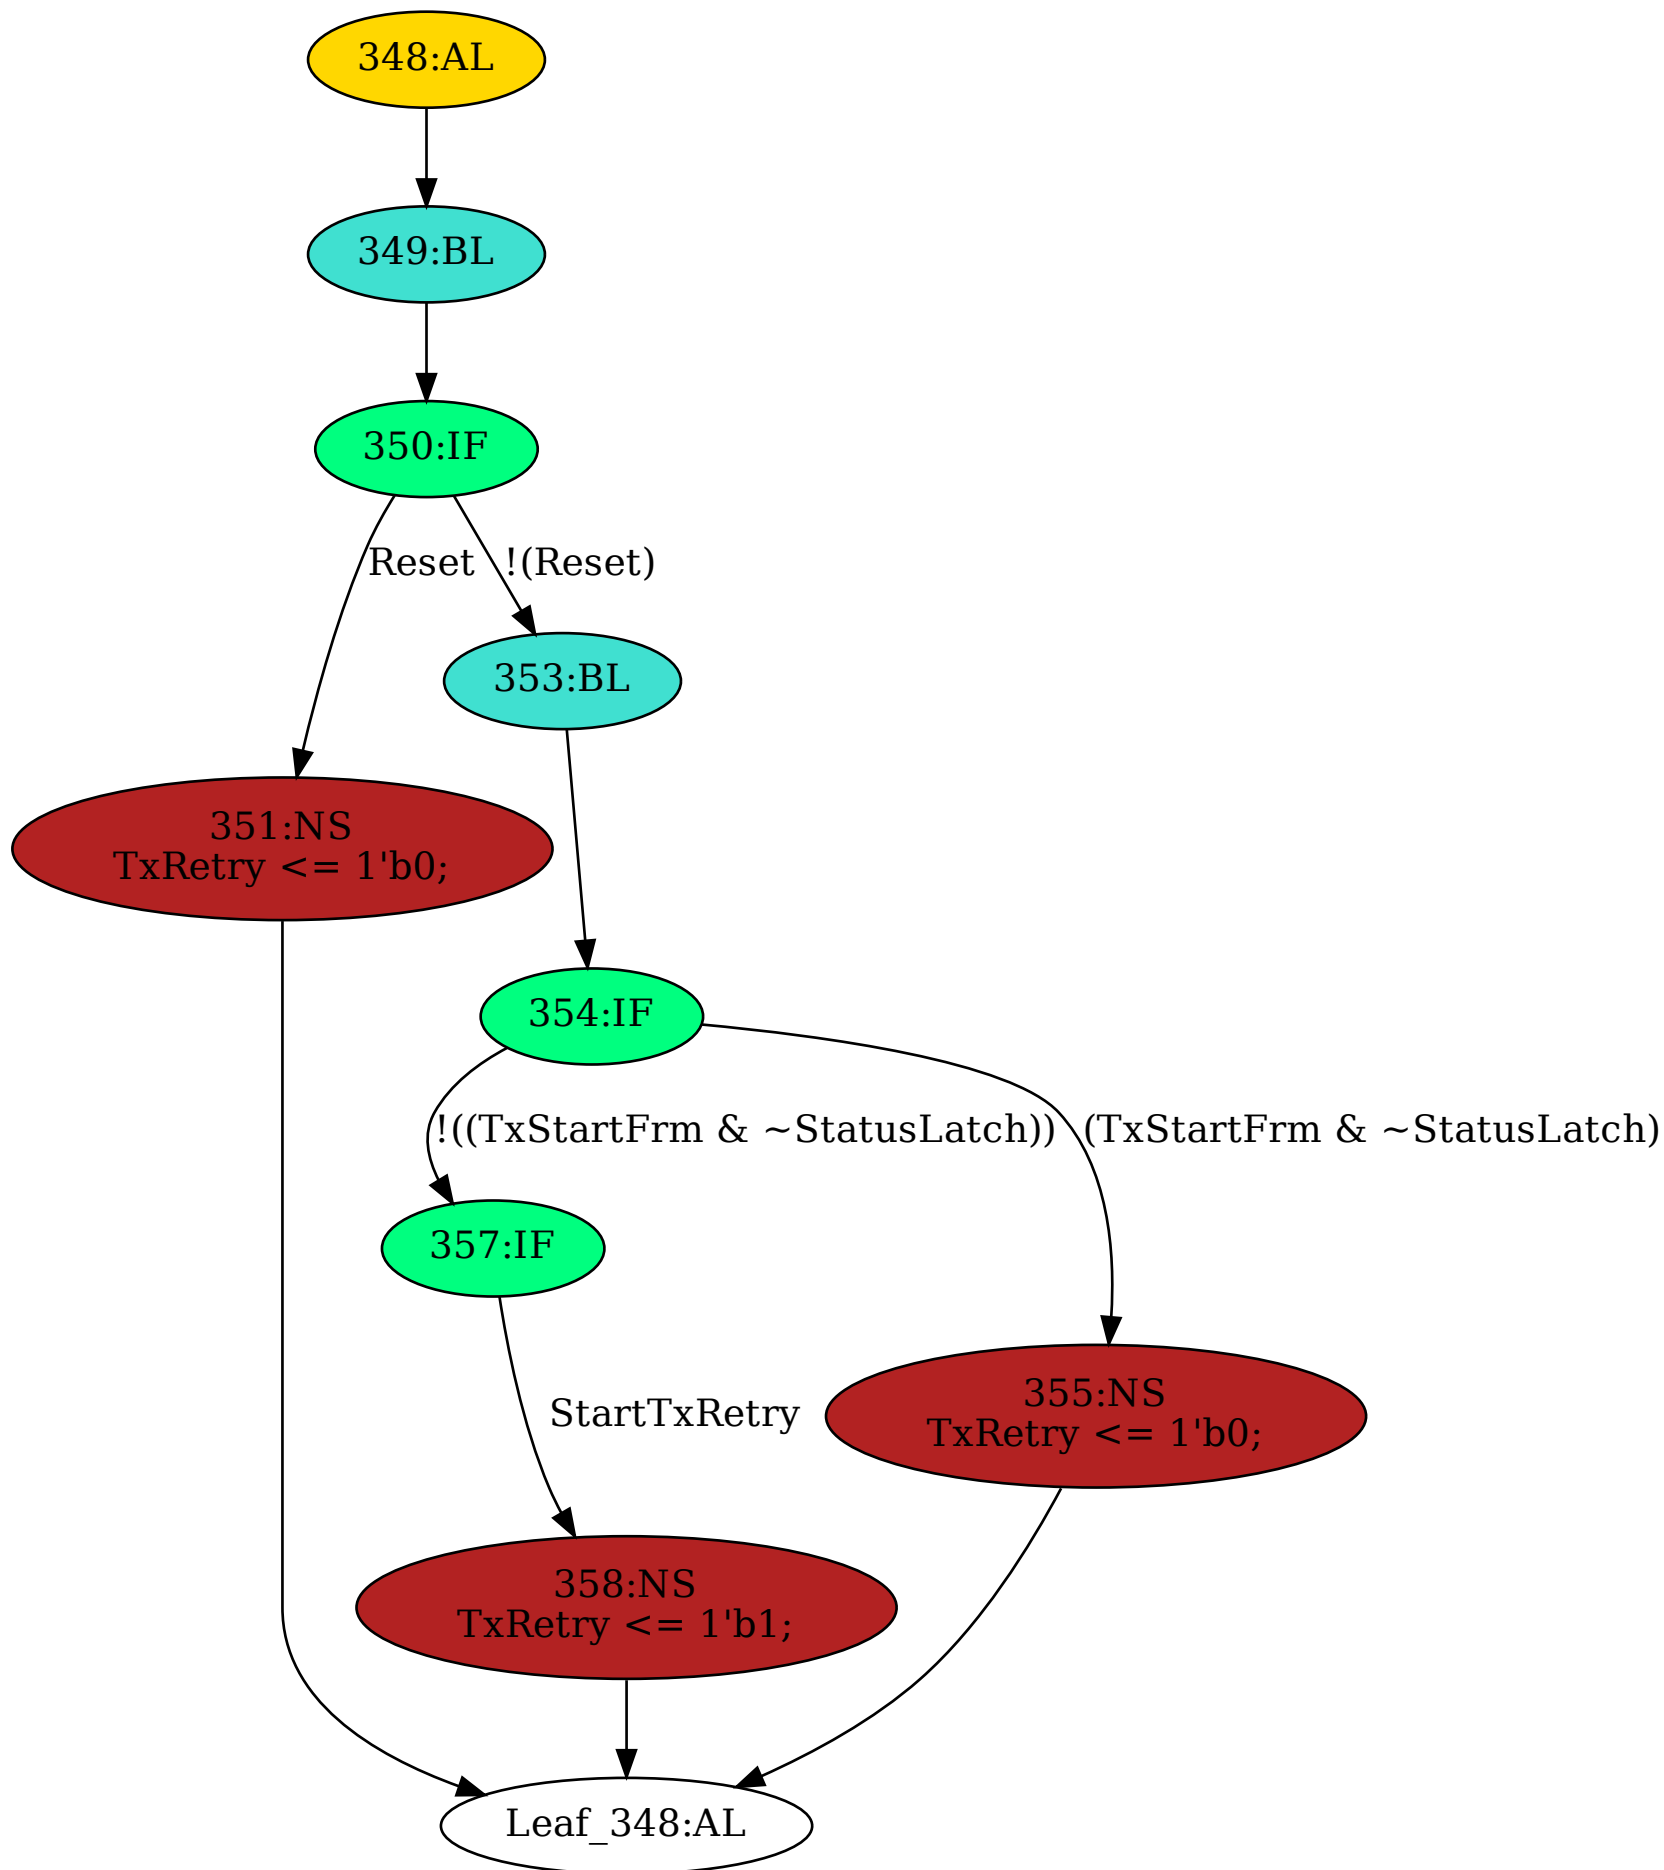 348:AL
349:BL
350:IF
Reset
!(Reset)
353:BL
351:NS
TxRetry <= 1'b0;
354:IF
!((TxStartFrm & ~StatusLatch))
(TxStartFrm & ~StatusLatch)
357:IF
StartTxRetry
355:NS
TxRetry <= 1'b0;
358:NS
TxRetry <= 1'b1;
Leaf_348:AL